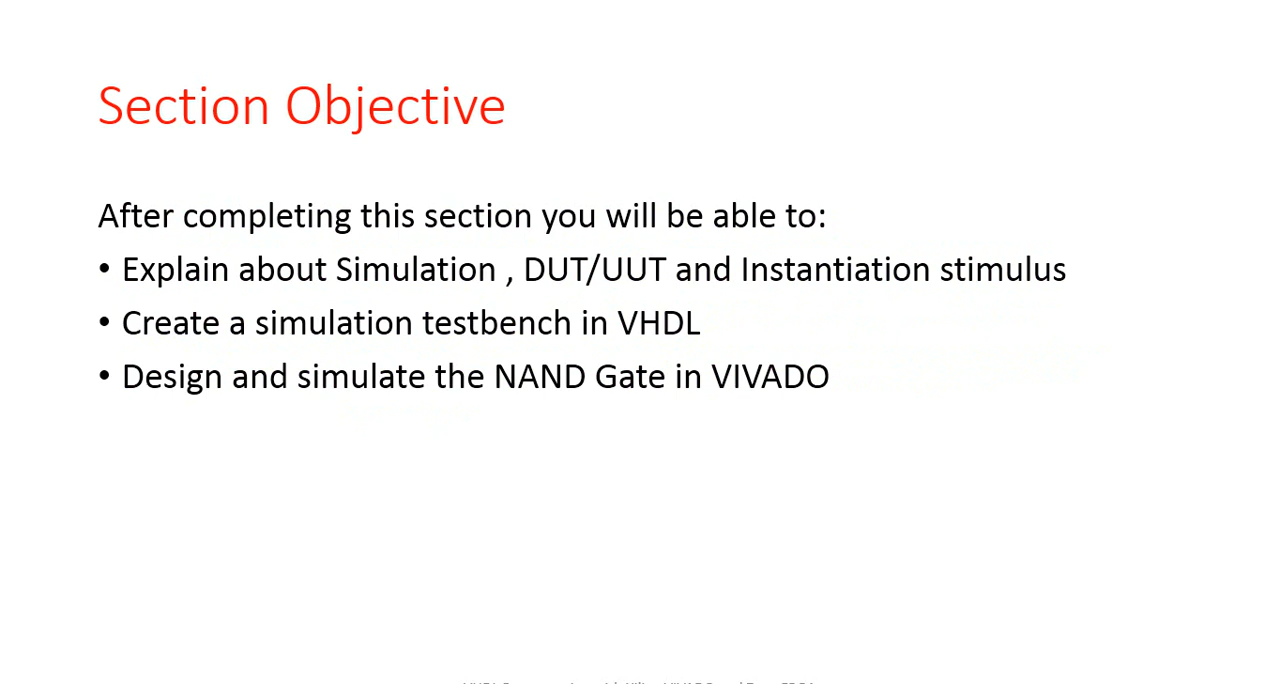 Section Objective
After completing this section you will be able to:
• Explain about Simulation , DUT/UUT and Instantiation stimulus
• Create a simulation testbench in VHDL
• Design and simulate the NAND Gate in VIVADO